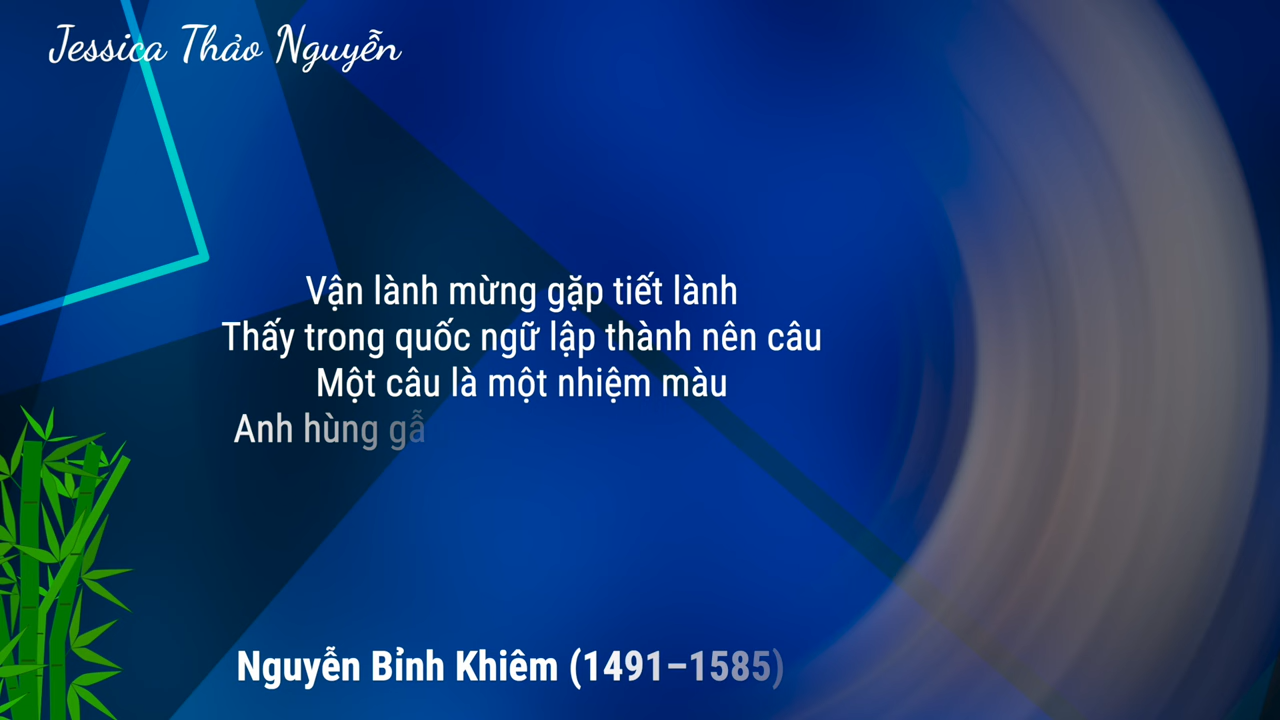 Jessica Thảo Nguyễn
Vận lành mừng gặp tiết lành
Thấy trong quốc ngữ lập thành nên câu
Một câu là một nhiệm màu
Anh hùng gẫ
Nguyễn Bỉnh Khiêm (1491–1585)